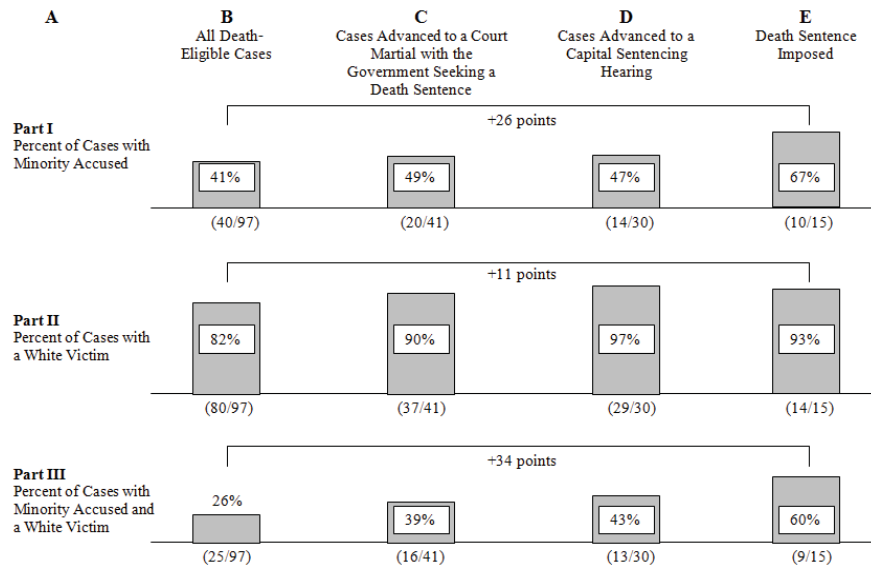 A
B
All Death-
Eligible Cases
C
Cases Advanced to a Court
Martial with the
Government Seeking a
Death Sentence
D
Cases Advanced to a
Capital Sentencing
Hearing
E
Death Sentence
Imposed
Part I
Percent of Cases with
Minority Accused
+26 points
41%
49%
47%
67%
(40/97)
(20/41)
(14/30)
(10/15)
Part II
Percent of Cases with
a White Victim
+11 points
82%
90%
97%
93%
(80/97)
(37/41)
(29/30)
(14/15)
Part III
Percent of Cases with
Minority Accused and
a White Victim
+34 points
26%
39%
43%
60%
(25/97)
(16/41)
(13/30)
(9/15)